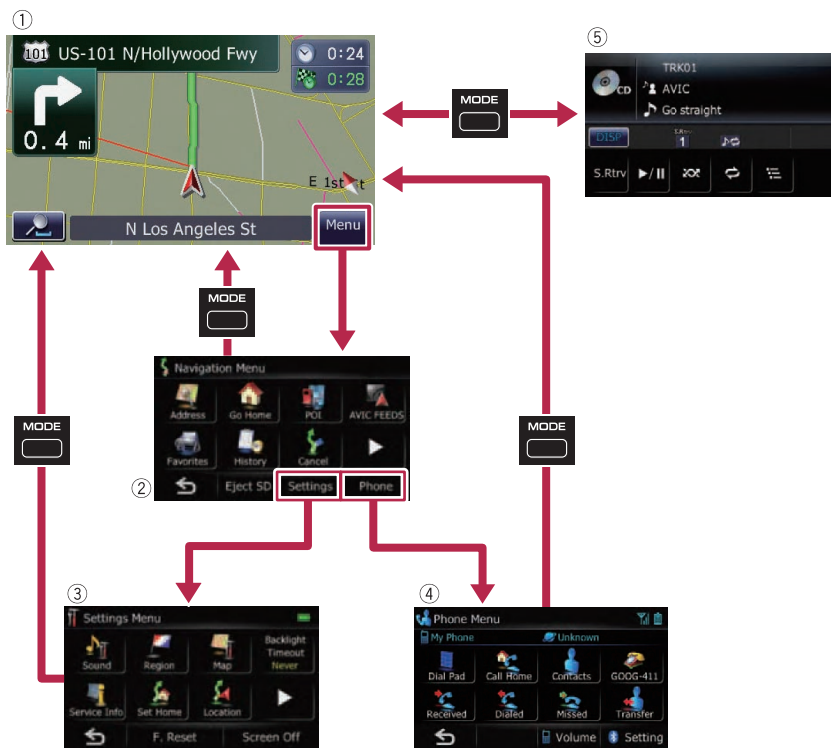 ①
101 US-101 N/Hollywood Fwy
0:24
0:28
0.4 mi
E 1st
N Los Angeles St
Menu
MODE
⑤
TRK01
CD
AVIC
Go straight
DISP
1
S.Rtrv
MODE
Navigation Menu
Address Go Home POI AVIC FEEDS
Favorites History Cancel
② Eject SD Settings Phone
MODE
MODE
③
Settings Menu
Sound Region Map Backlight Timeout Never
Service Info Set Home Location
F. Reset Screen Off
④
Phone Menu
My Phone Unknown
Dial Pad Call Home Contacts GOOG-411
Received Dialed Missed Transfer
Volume Setting